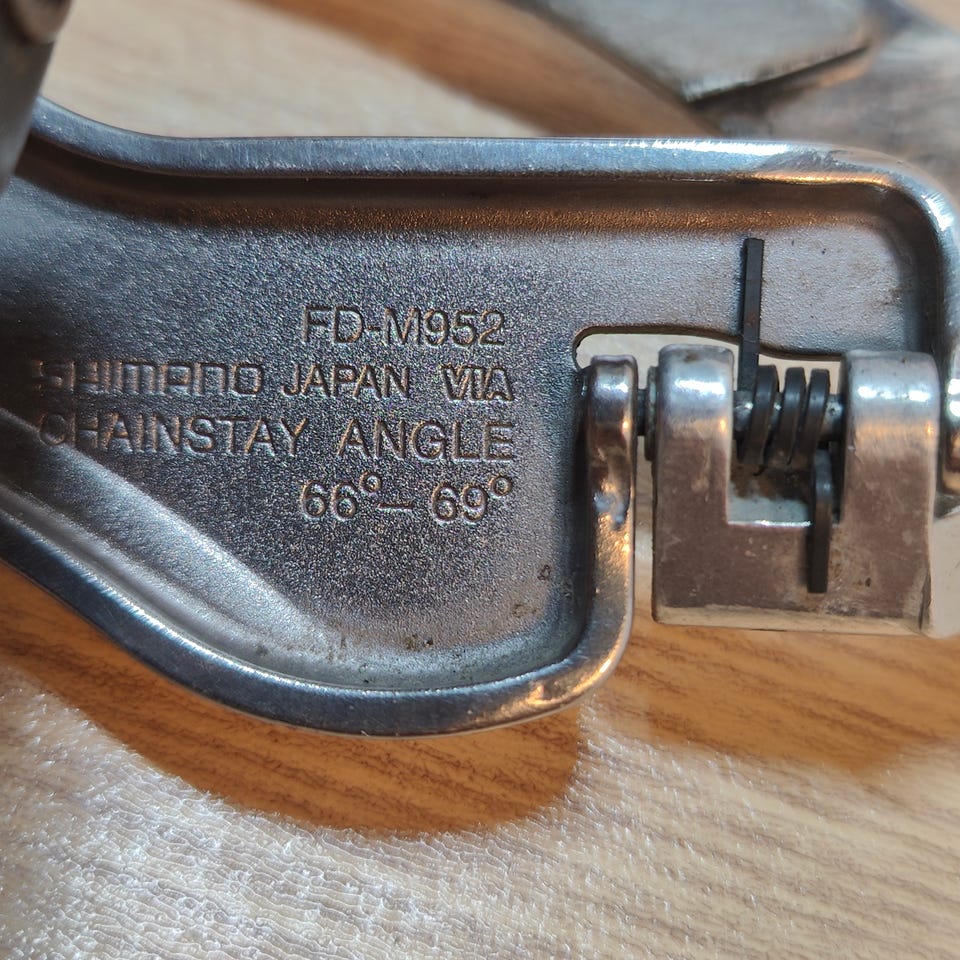 FD-M952
SHIMANO JAPAN VIA
CHAINSTAY ANGLE
66°–69°